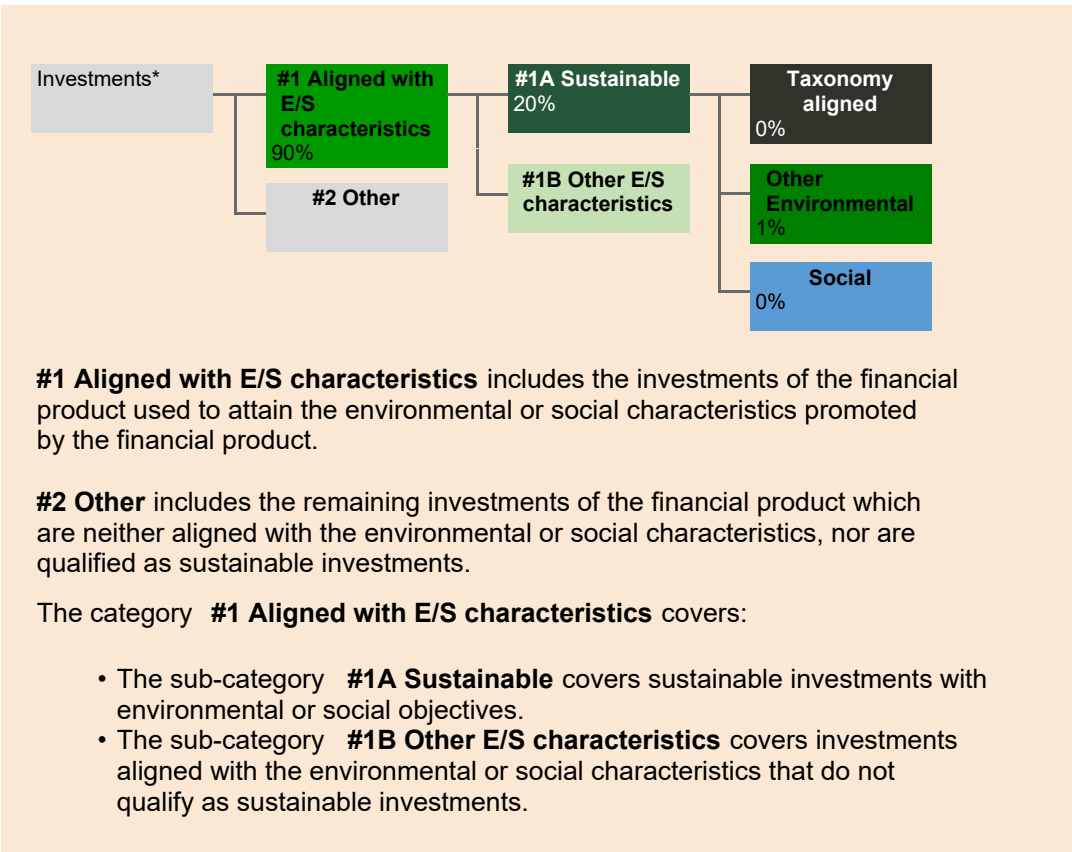 Investments*
#1 Aligned with
E/S
characteristics
90%
#2 Other
#1A Sustainable
20%
#1B Other E/S
characteristics
Taxonomy
aligned
0%
Other
Environmental
1%
Social
0%
#1 Aligned with E/S characteristics includes the investments of the financial
product used to attain the environmental or social characteristics promoted
by the financial product.
#2 Other includes the remaining investments of the financial product which
are neither aligned with the environmental or social characteristics, nor are
qualified as sustainable investments.
The category #1 Aligned with E/S characteristics covers:
• The sub-category #1A Sustainable covers sustainable investments with
environmental or social objectives.
• The sub-category #1B Other E/S characteristics covers investments
aligned with the environmental or social characteristics that do not
qualify as sustainable investments.